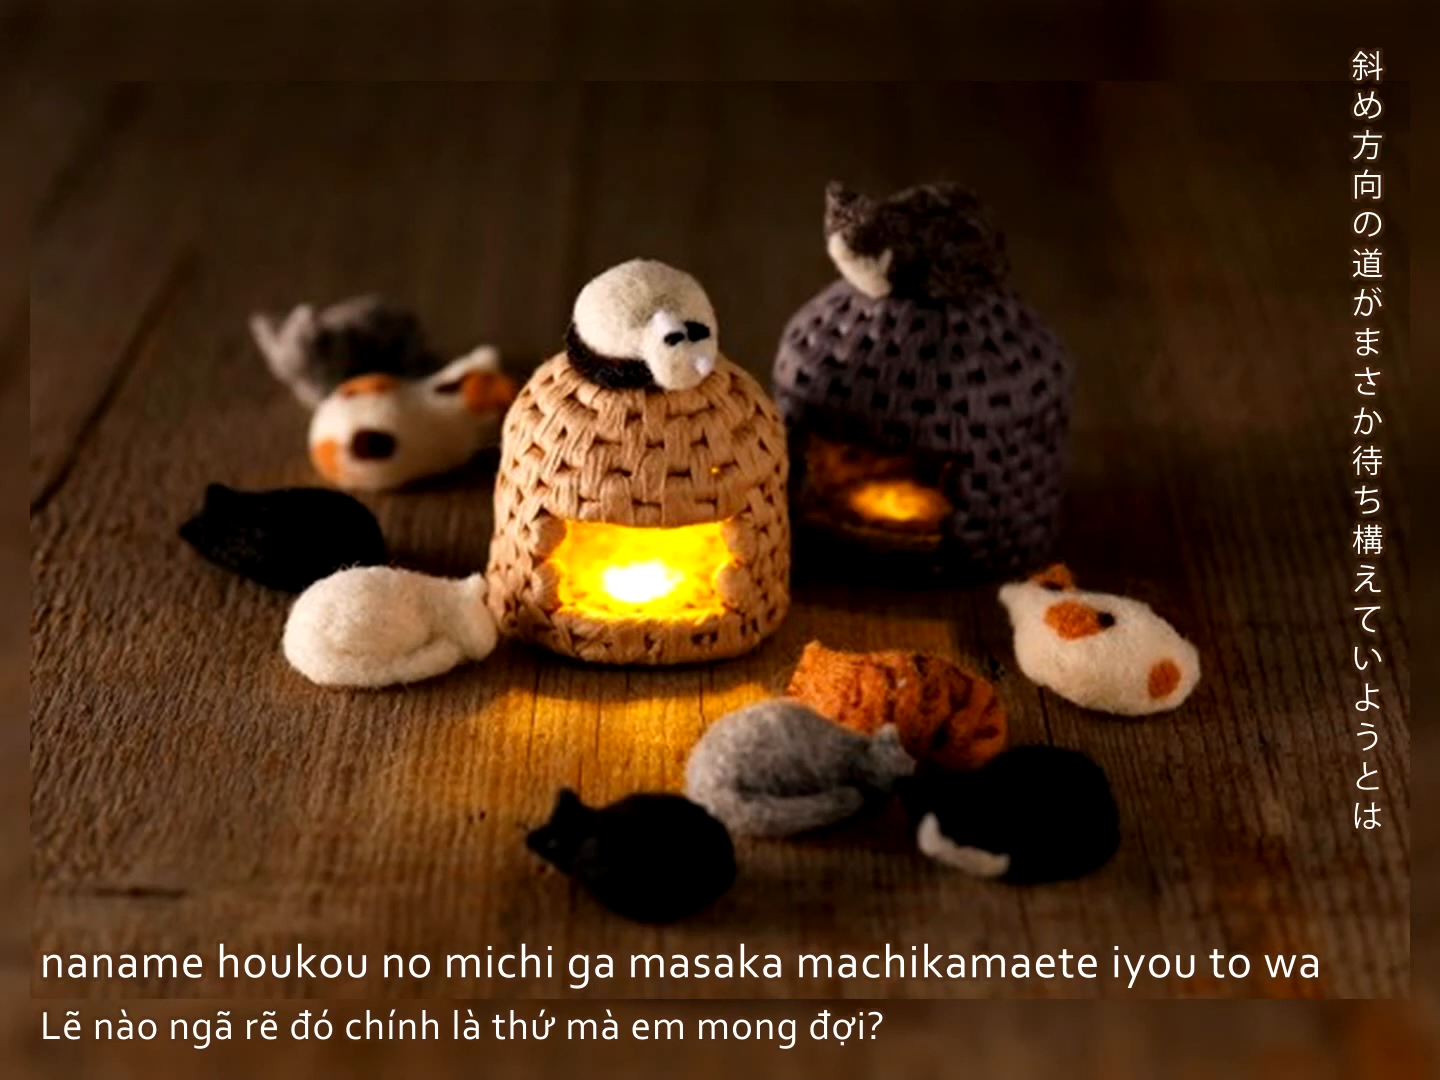 斜め方向の道がまさか待ち構えていようとは
naname houkou no michi ga masaka machikamaete iyou to wa
Lẽ nào ngã rẽ đó chính là thứ mà em mong đợi?